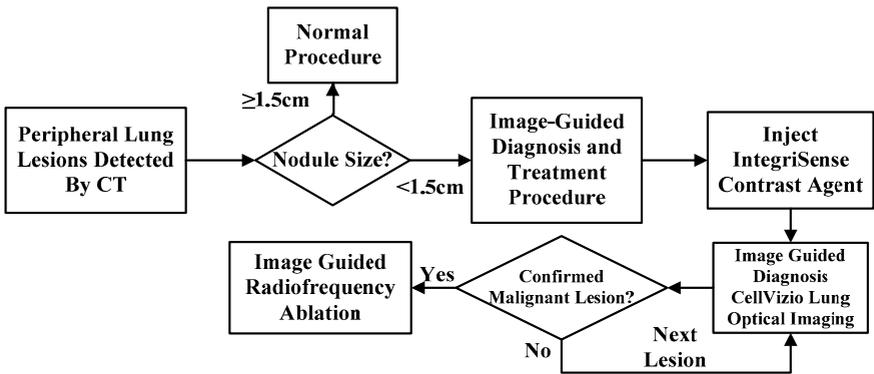 Normal
Procedure
≥1.5cm
Peripheral Lung
Lesions Detected
By CT
Nodule Size?
<1.5cm
Image-Guided
Diagnosis and
Treatment
Procedure
Inject
IntegriSense
Contrast Agent
Image Guided
Diagnosis
CellVizio Lung
Optical Imaging
Confirmed
Malignant Lesion?
Yes
Image Guided
Radiofrequency
Ablation
No
Next
Lesion